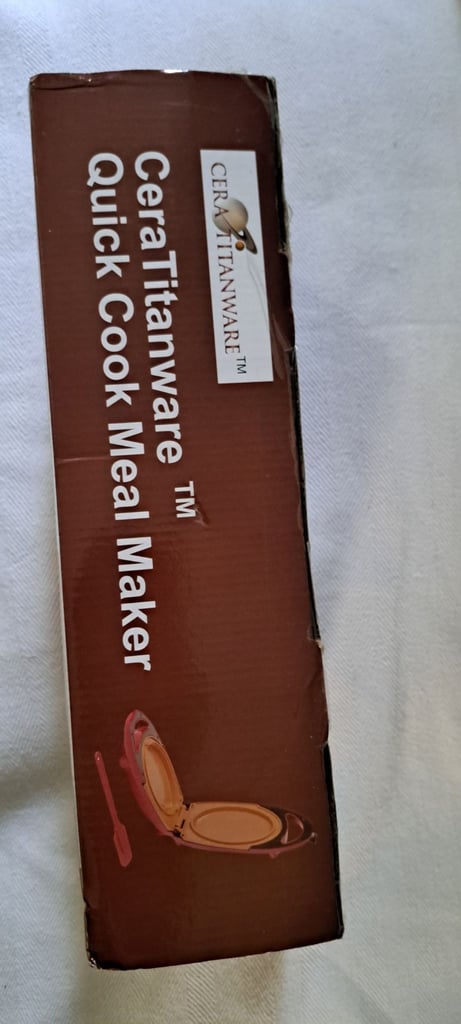 CERATITANWARE™
CeraTitanware ™
Quick Cook Meal Maker